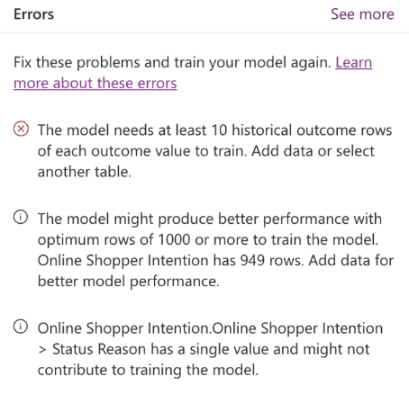 Errors See more
Fix these problems and train your model again. Learn
more about these errors
The model needs at least 10 historical outcome rows
of each outcome value to train. Add data or select
another table.
The model might produce better performance with
optimum rows of 1000 or more to train the model.
Online Shopper Intention has 949 rows. Add data for
better model performance.
Online Shopper Intention.Online Shopper Intention
> Status Reason has a single value and might not
contribute to training the model.